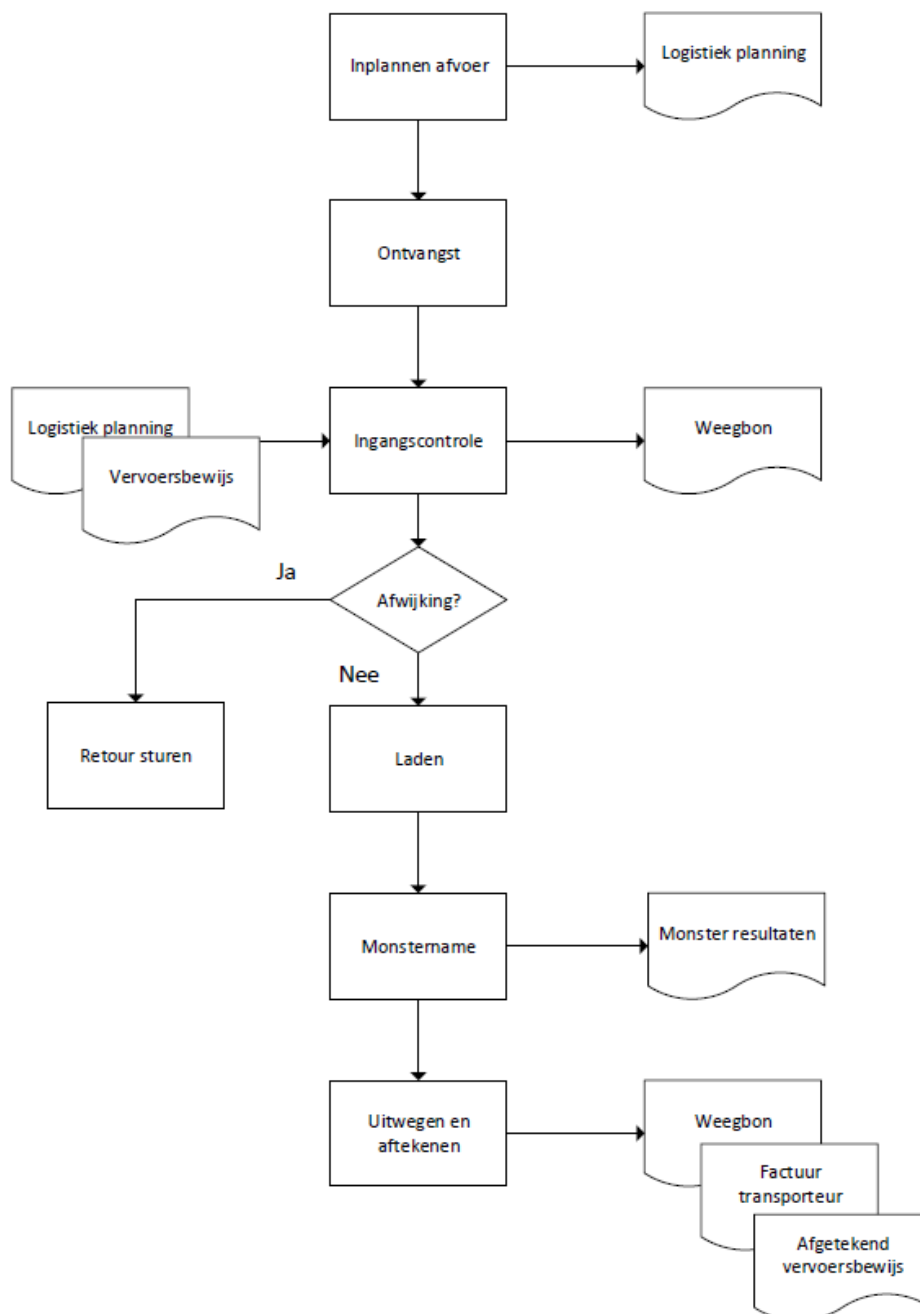 Inplannen afvoer
Logistiek planning
Ontvangst
Logistiek planning
Vervoersbewijs
Ingangscontrole
Weegbon
Ja
Afwijking?
Nee
Retour sturen
Laden
Monstername
Monster resultaten
Uitwegen en
aftekenen
Weegbon
Factuur
transporteur
Afgetekend
vervoersbewijs